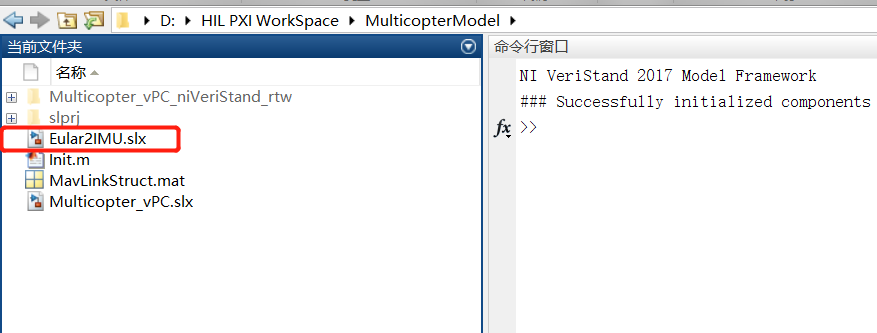 D: HIL PXI WorkSpace MulticopterModel
当前文件夹
名称
Multicopter_vPC_niVeriStand_rtw
slprj
Eular2IMU.slx
Init.m
MavLinkStruct.mat
Multicopter_vPC.slx
命令行窗口
NI VeriStand 2017 Model Framework
### Successfully initialized components
fx >>